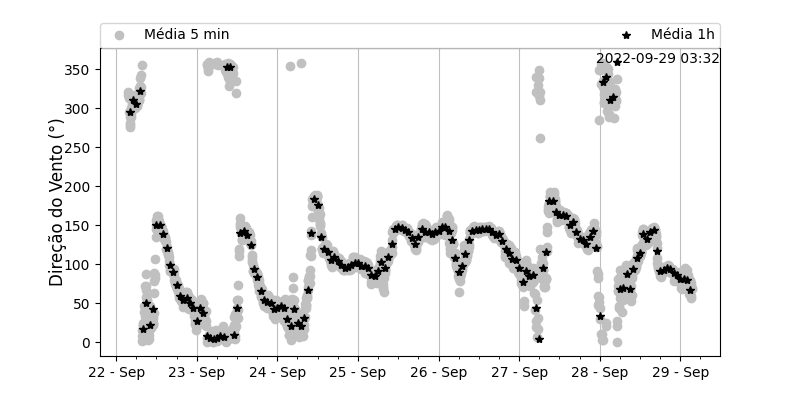 Média 5 min
Média 1h
2022-09-29 03:32
Direção do Vento (°)
350
300
250
200
150
100
50
0
22 - Sep
23 - Sep
24 - Sep
25 - Sep
26 - Sep
27 - Sep
28 - Sep
29 - Sep